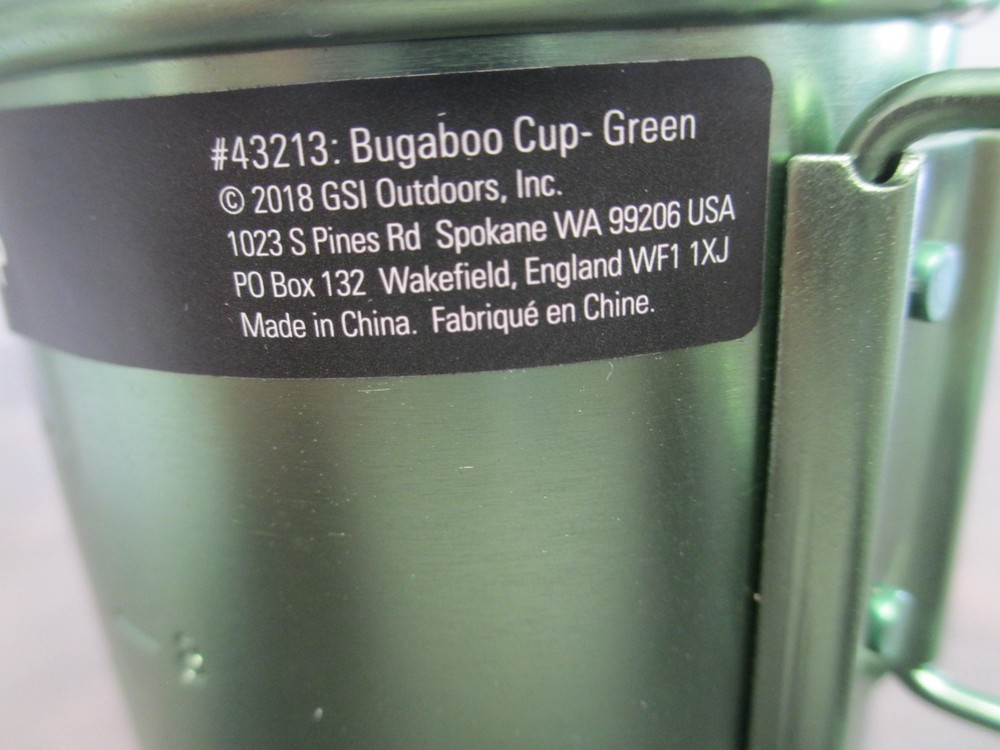 #43213: Bugaboo Cup- Green
© 2018 GSI Outdoors, Inc.
1023 S Pines Rd Spokane WA 99206 USA
PO Box 132 Wakefield, England WF1 1XJ
Made in China. Fabriqué en Chine.